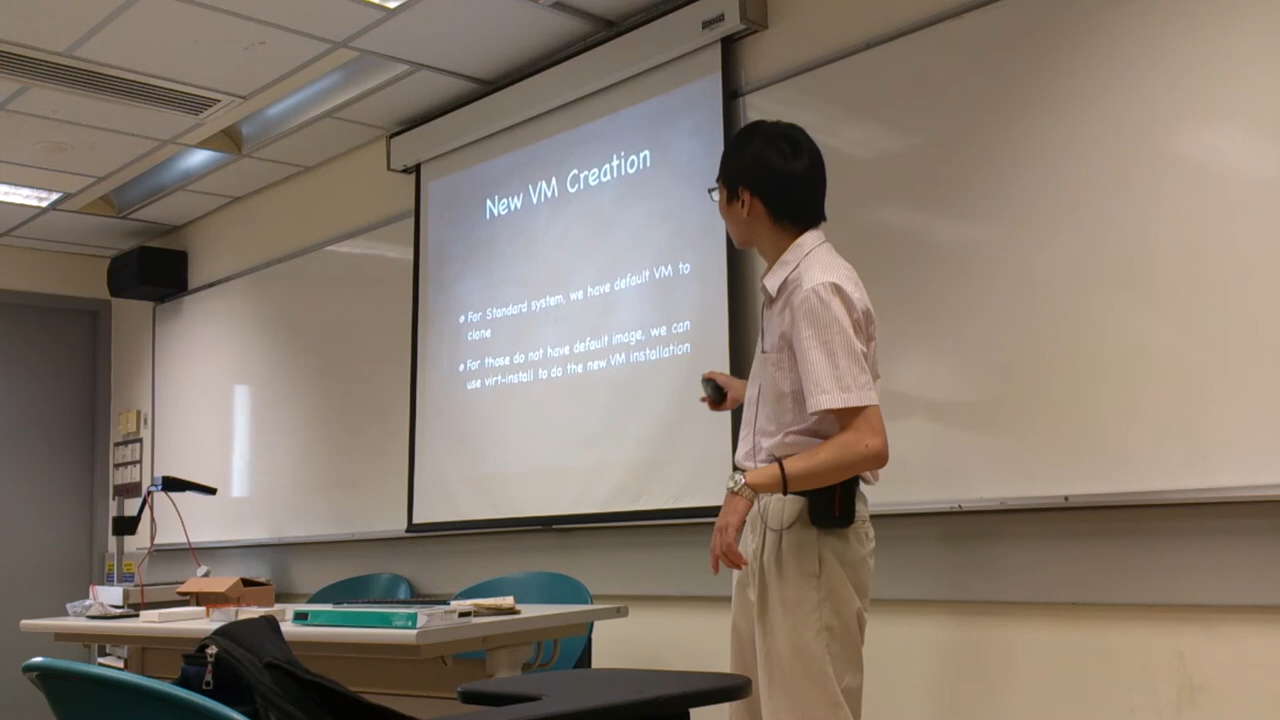 New VM Creation
For Standard system, we have default VM to
clone
For those do not have default image, we can
use virt-install to do the new VM installation